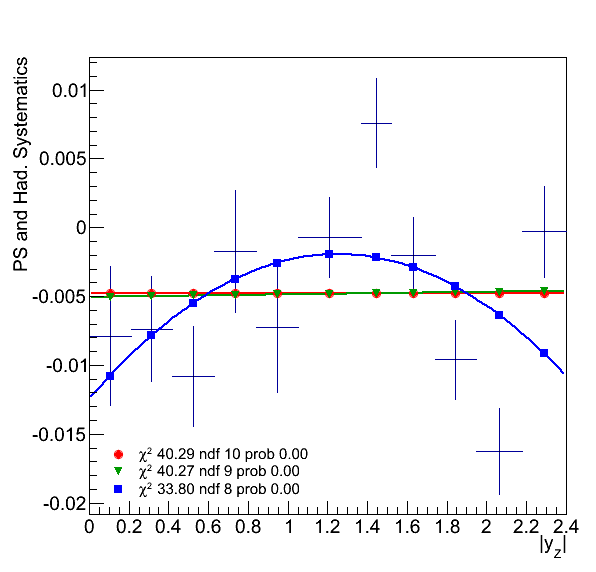 PS and Had. Systematics
0.01
0.005
0
-0.005
-0.01
-0.015
-0.02
χ² 40.29 ndf 10 prob 0.00
χ² 40.27 ndf 9 prob 0.00
χ² 33.80 ndf 8 prob 0.00
0 0.2 0.4 0.6 0.8 1 1.2 1.4 1.6 1.8 2 2.2 2.4
|y_Z|